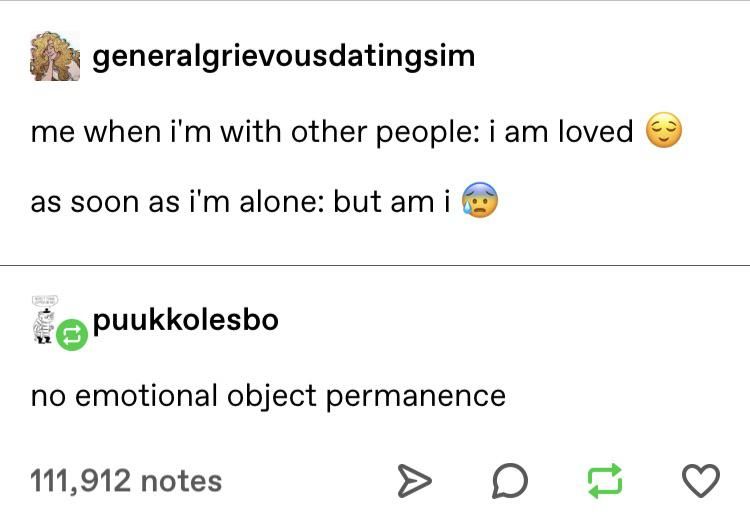 generalgrievousdatingsim
me when i'm with other people: i am loved 😌
as soon as i'm alone: but am i 😰
puukkolesbo
no emotional object permanence
111,912 notes